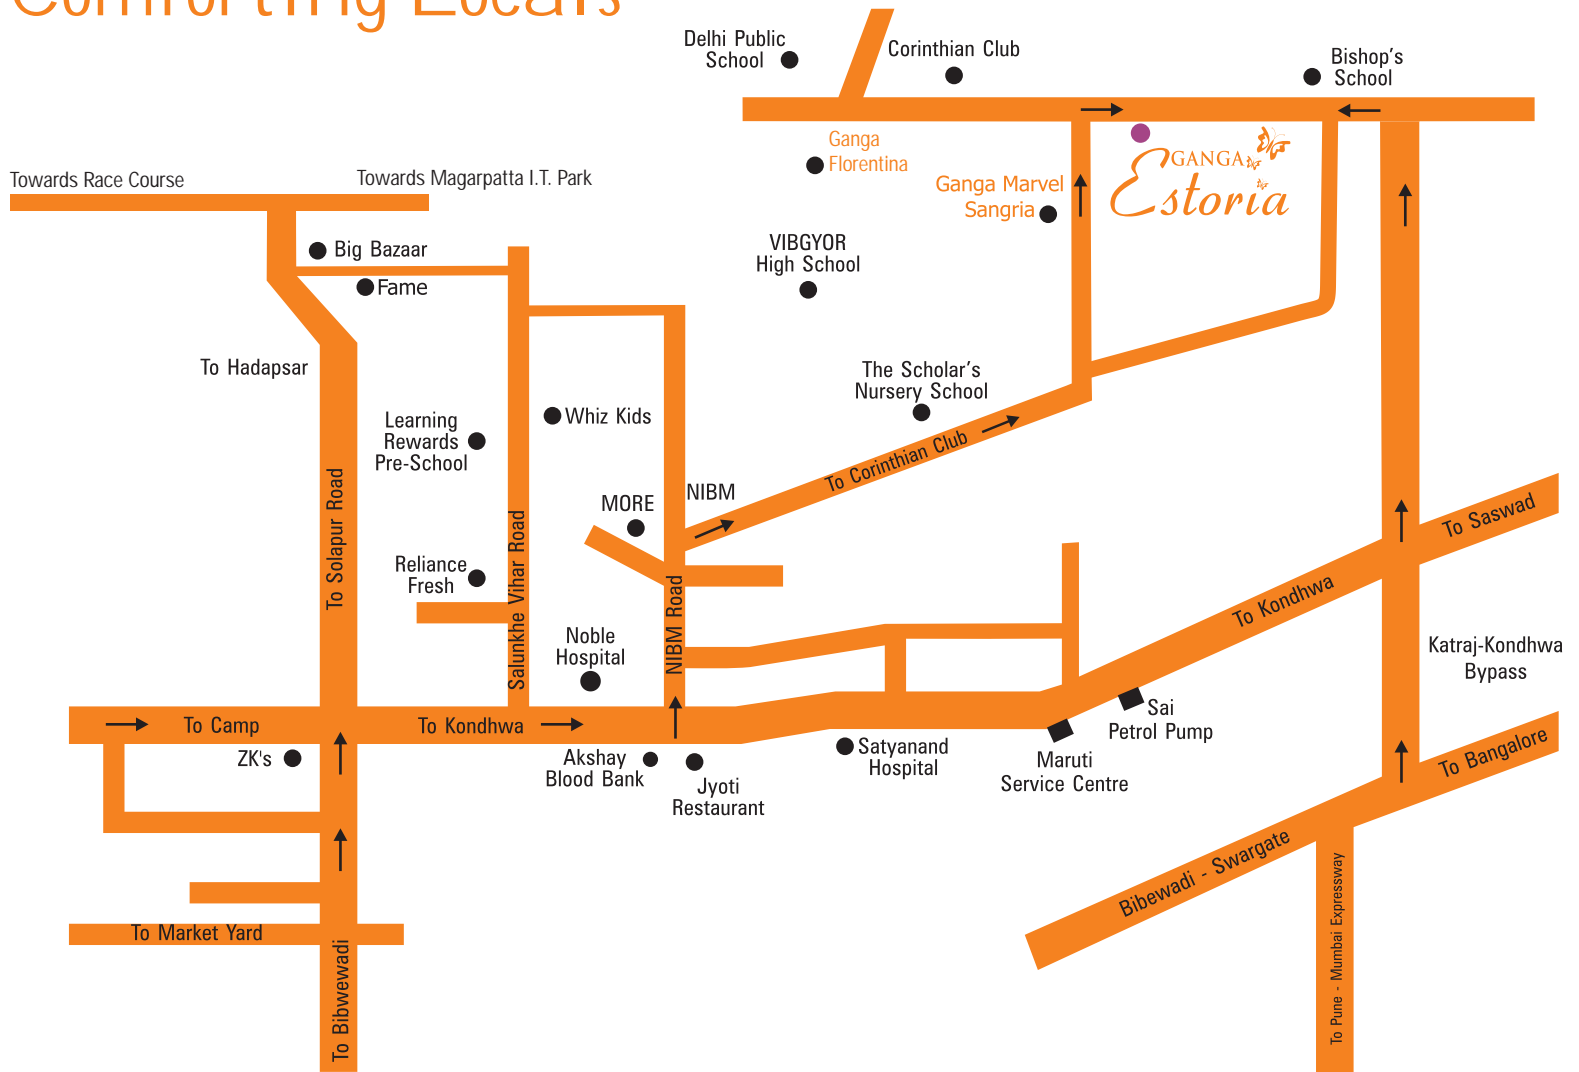 Comforting Locals
Delhi Public
School
Corinthian Club
Bishop's
School
Ganga
Florentina
Ganga Marvel
Sangria
GANGA
Estoria
Towards Race Course
Towards Magarpatta I.T. Park
Big Bazaar
Fame
VIBGYOR
High School
To Hadapsar
The Scholar's
Nursery School
Learning
Rewards
Pre-School
Whiz Kids
To Corinthian Club
MORE
NIBM
To Solapur Road
Salunkhe Vihar Road
NIBM Road
Reliance
Fresh
To Saswad
To Kondhwa
Noble
Hospital
Katraj-Kondhwa
Bypass
To Camp
To Kondhwa
Sai
Petrol Pump
ZK's
Akshay
Blood Bank
Jyoti
Restaurant
Satyanand
Hospital
Maruti
Service Centre
To Bangalore
Bibewadi - Swargate
To Market Yard
To Bibwewadi
To Pune - Mumbai Expressway